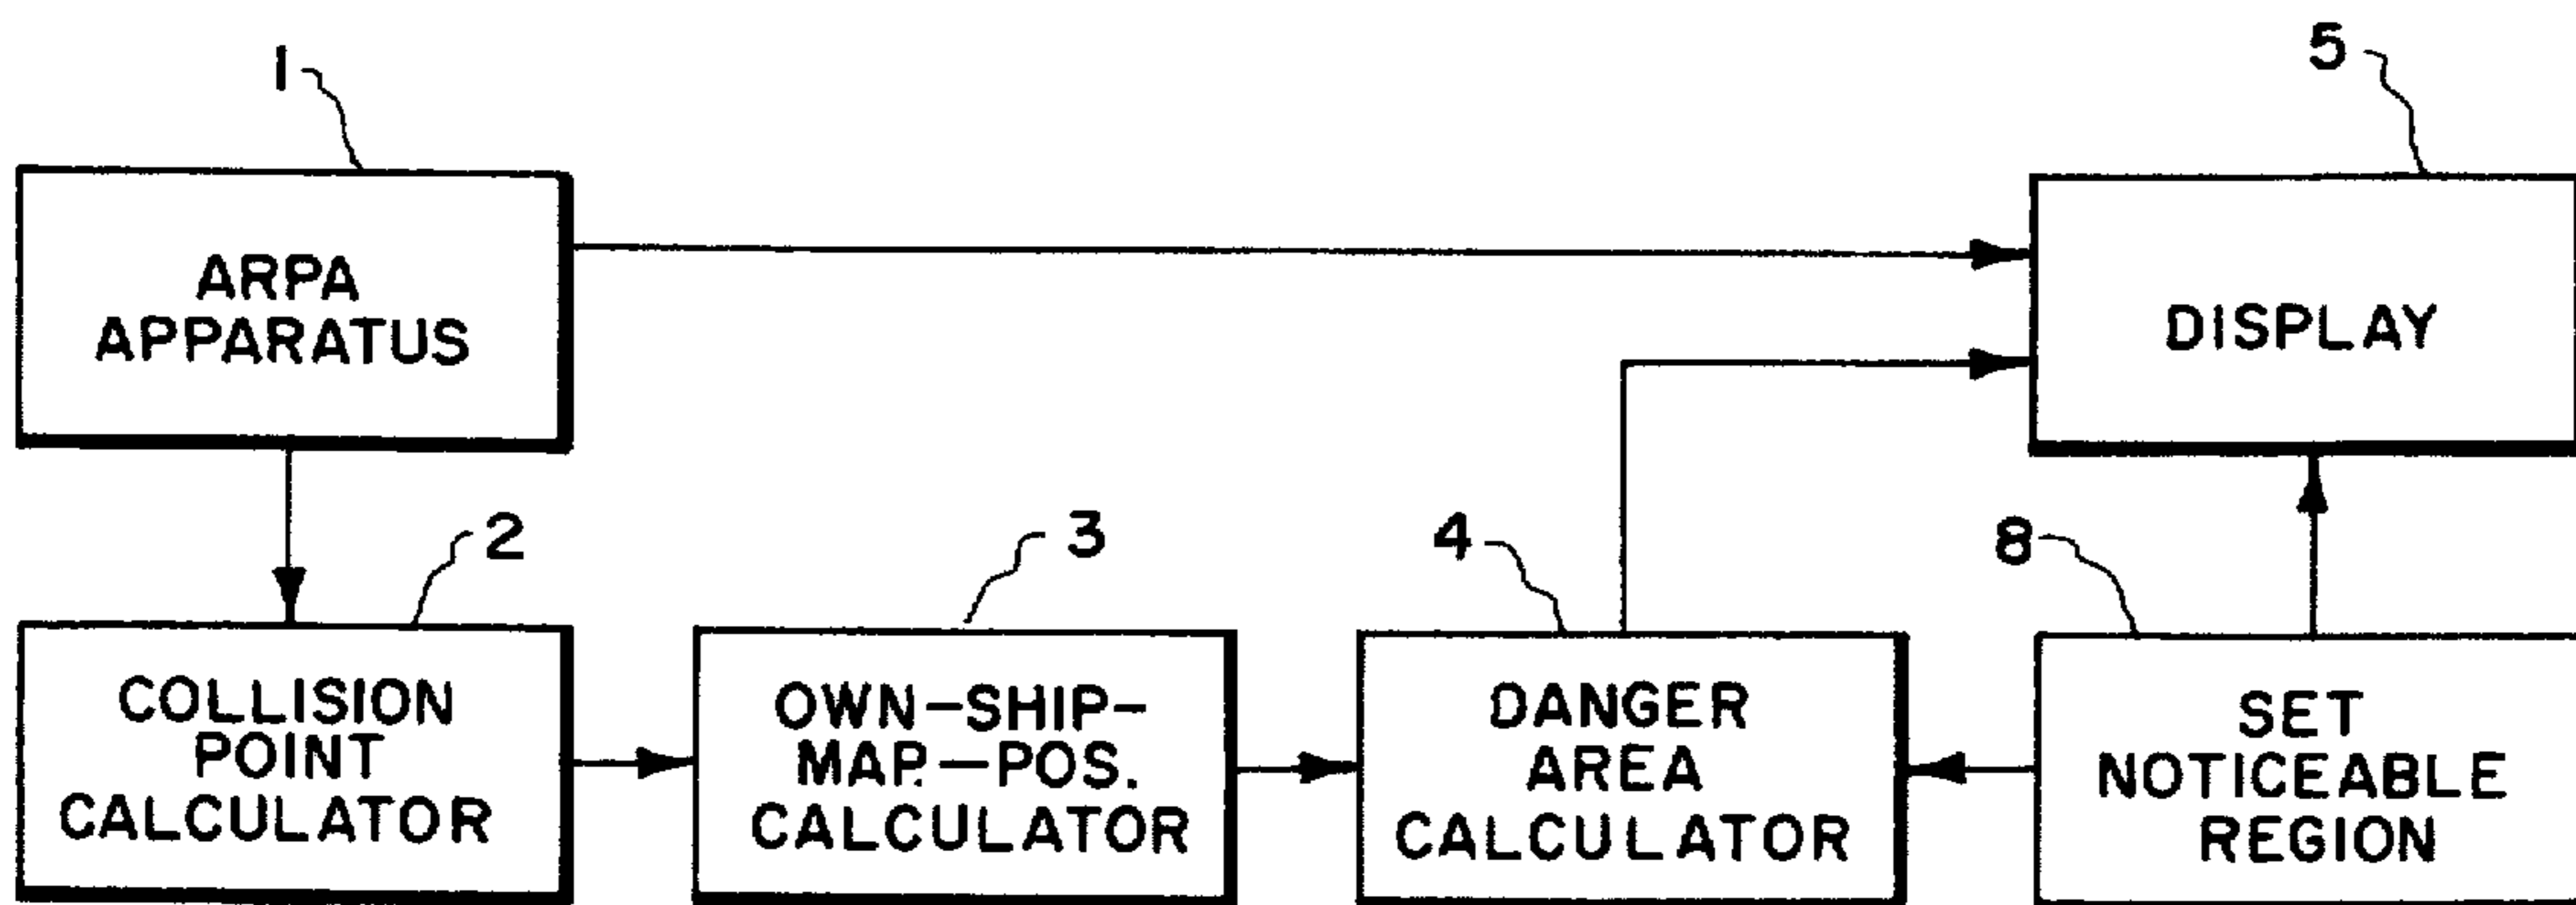 1
5
ARPA
APPARATUS
DISPLAY
2
3
4
8
COLLISION
POINT
CALCULATOR
OWN-SHIP-
MAP.-POS.
CALCULATOR
DANGER
AREA
CALCULATOR
SET
NOTICEABLE
REGION